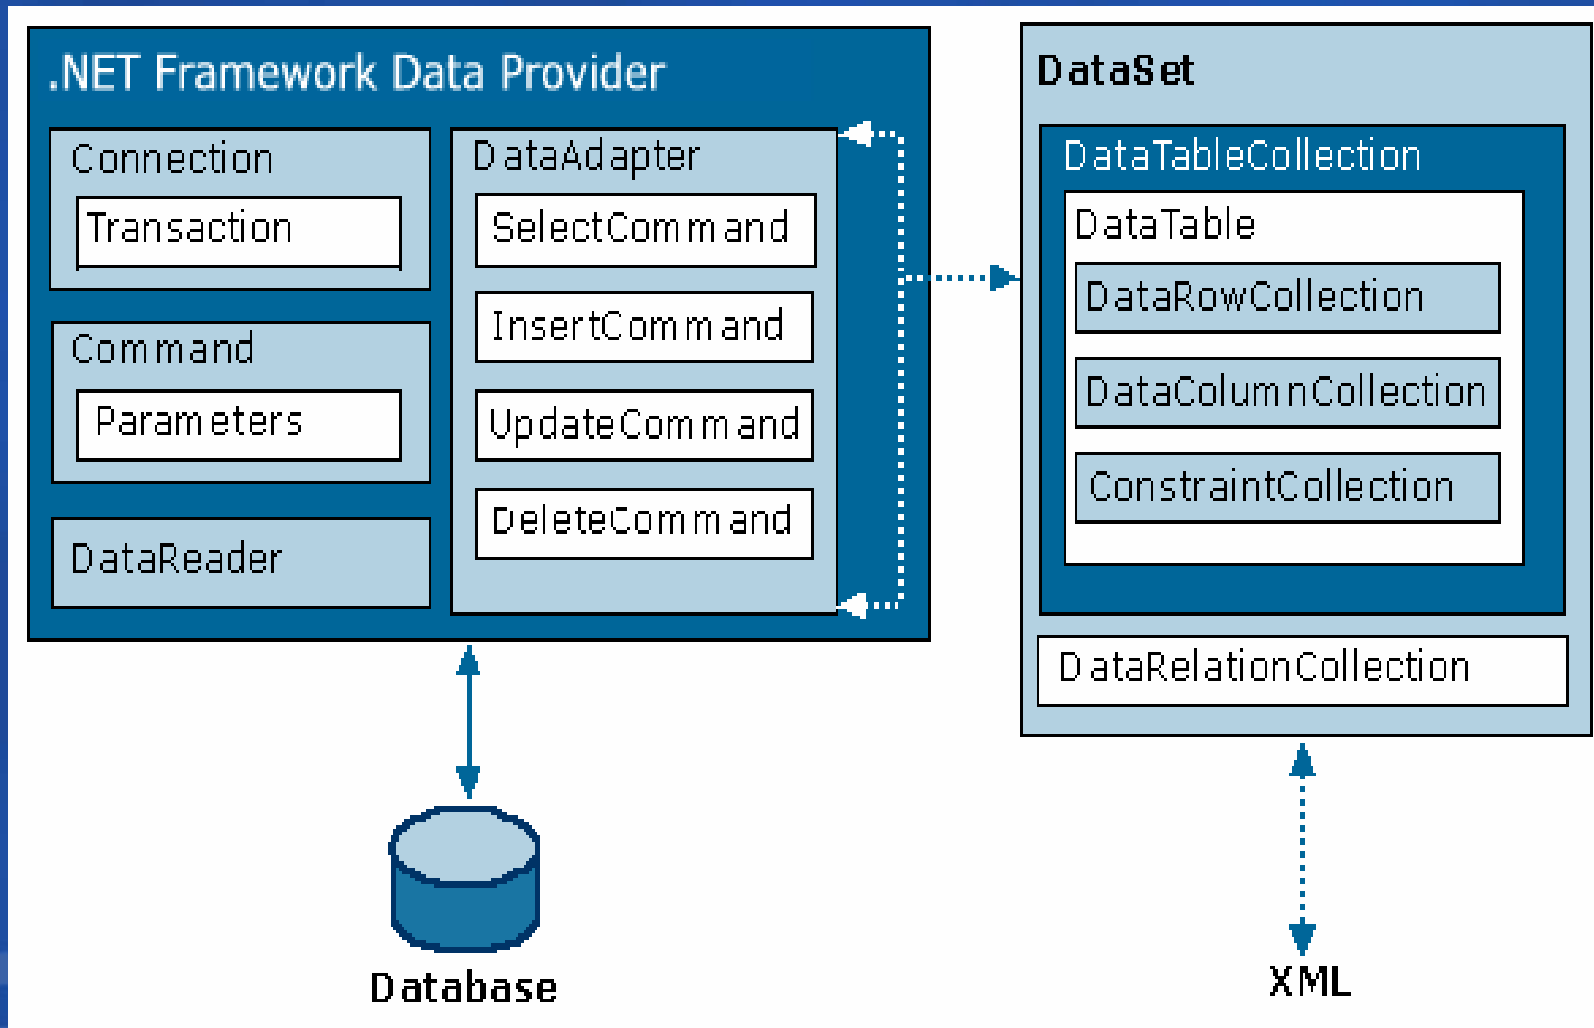 .NET Framework Data Provider
Connection
Transaction
Command
Parameters
DataReader
DataAdapter
SelectCommand
InsertCommand
UpdateCommand
DeleteCommand
Database
DataSet
DataTableCollection
DataTable
DataRowCollection
DataColumnCollection
ConstraintCollection
DataRelationCollection
XML